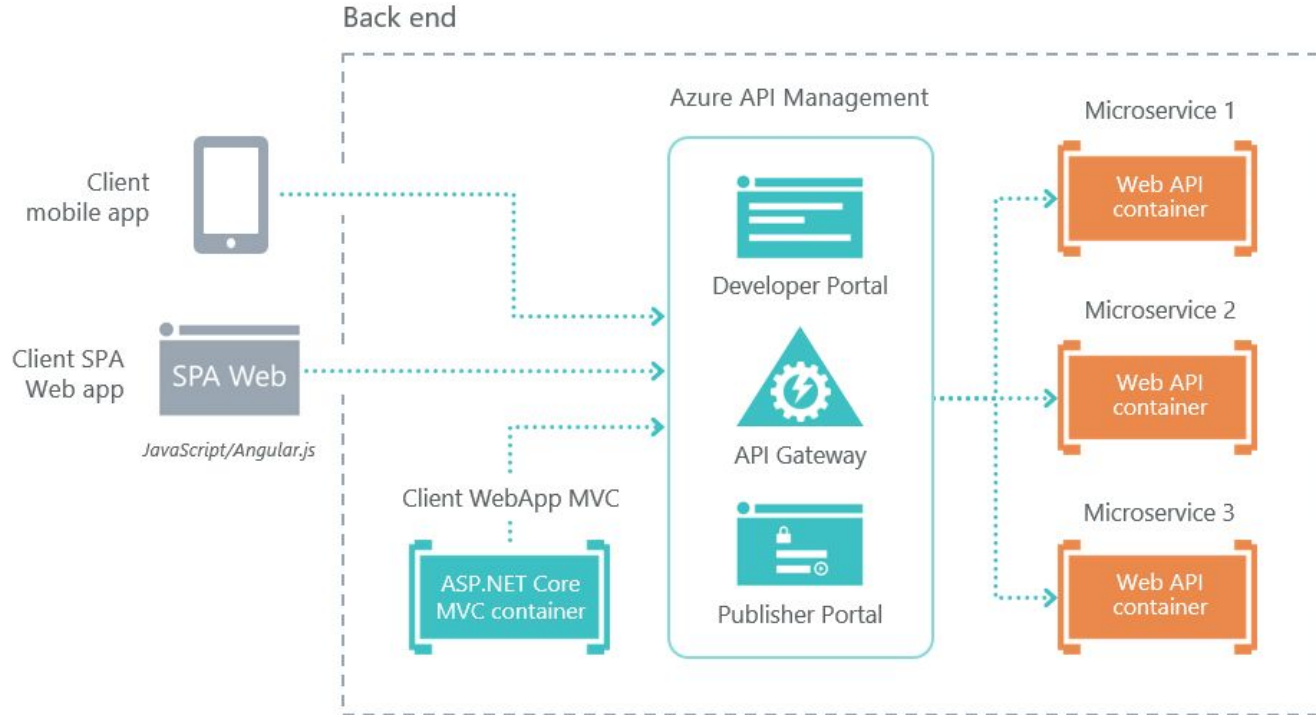 Back end
Azure API Management
Microservice 1
Client
mobile app
Web API
container
Developer Portal
Microservice 2
Client SPA
Web app
SPA Web
Web API
container
JavaScript/Angular.js
API Gateway
Client WebApp MVC
Microservice 3
ASP.NET Core
MVC container
Web API
container
Publisher Portal